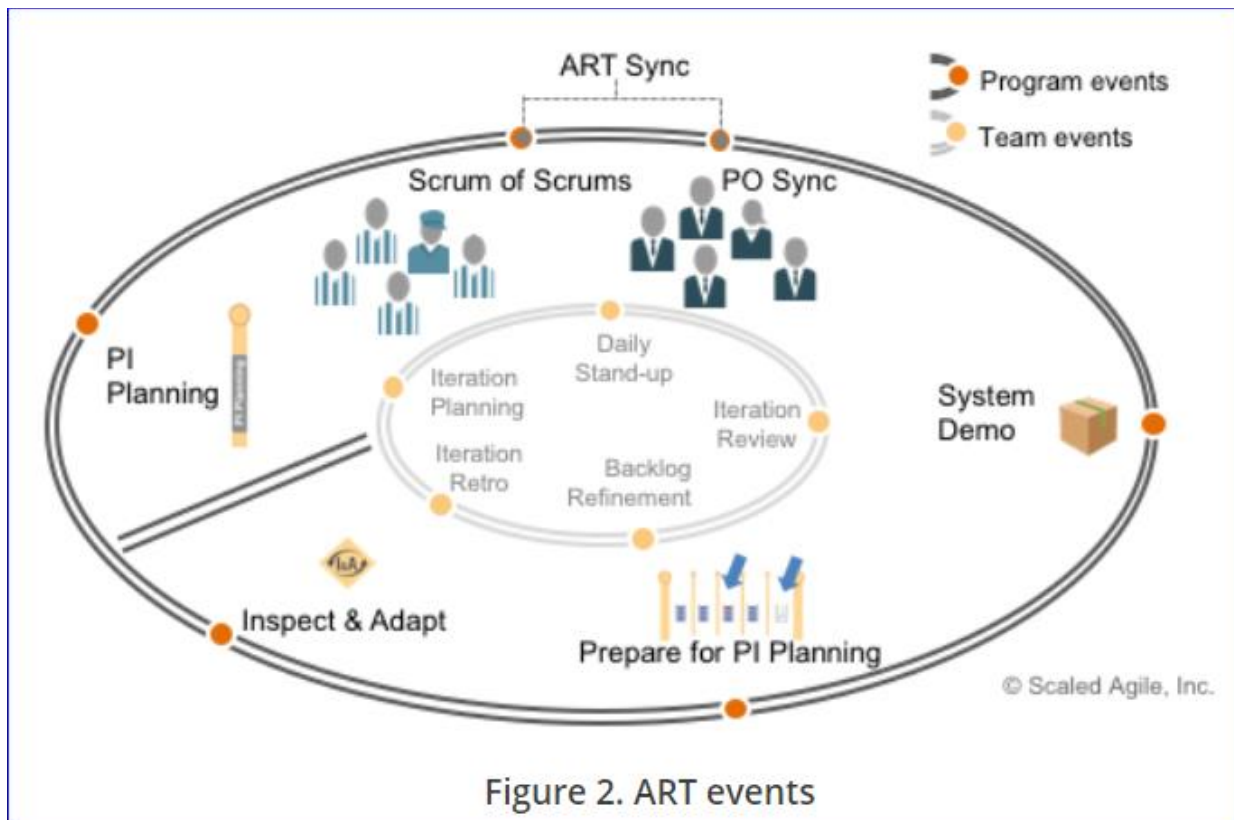 ART Sync
Program events
Team events
Scrum of Scrums
PO Sync
PI
Planning
PI Planning
Daily
Stand-up
Iteration
Planning
Iteration
Review
System
Demo
Iteration
Retro
Backlog
Refinement
I&A
Inspect & Adapt
Prepare for PI Planning
© Scaled Agile, Inc.
Figure 2. ART events